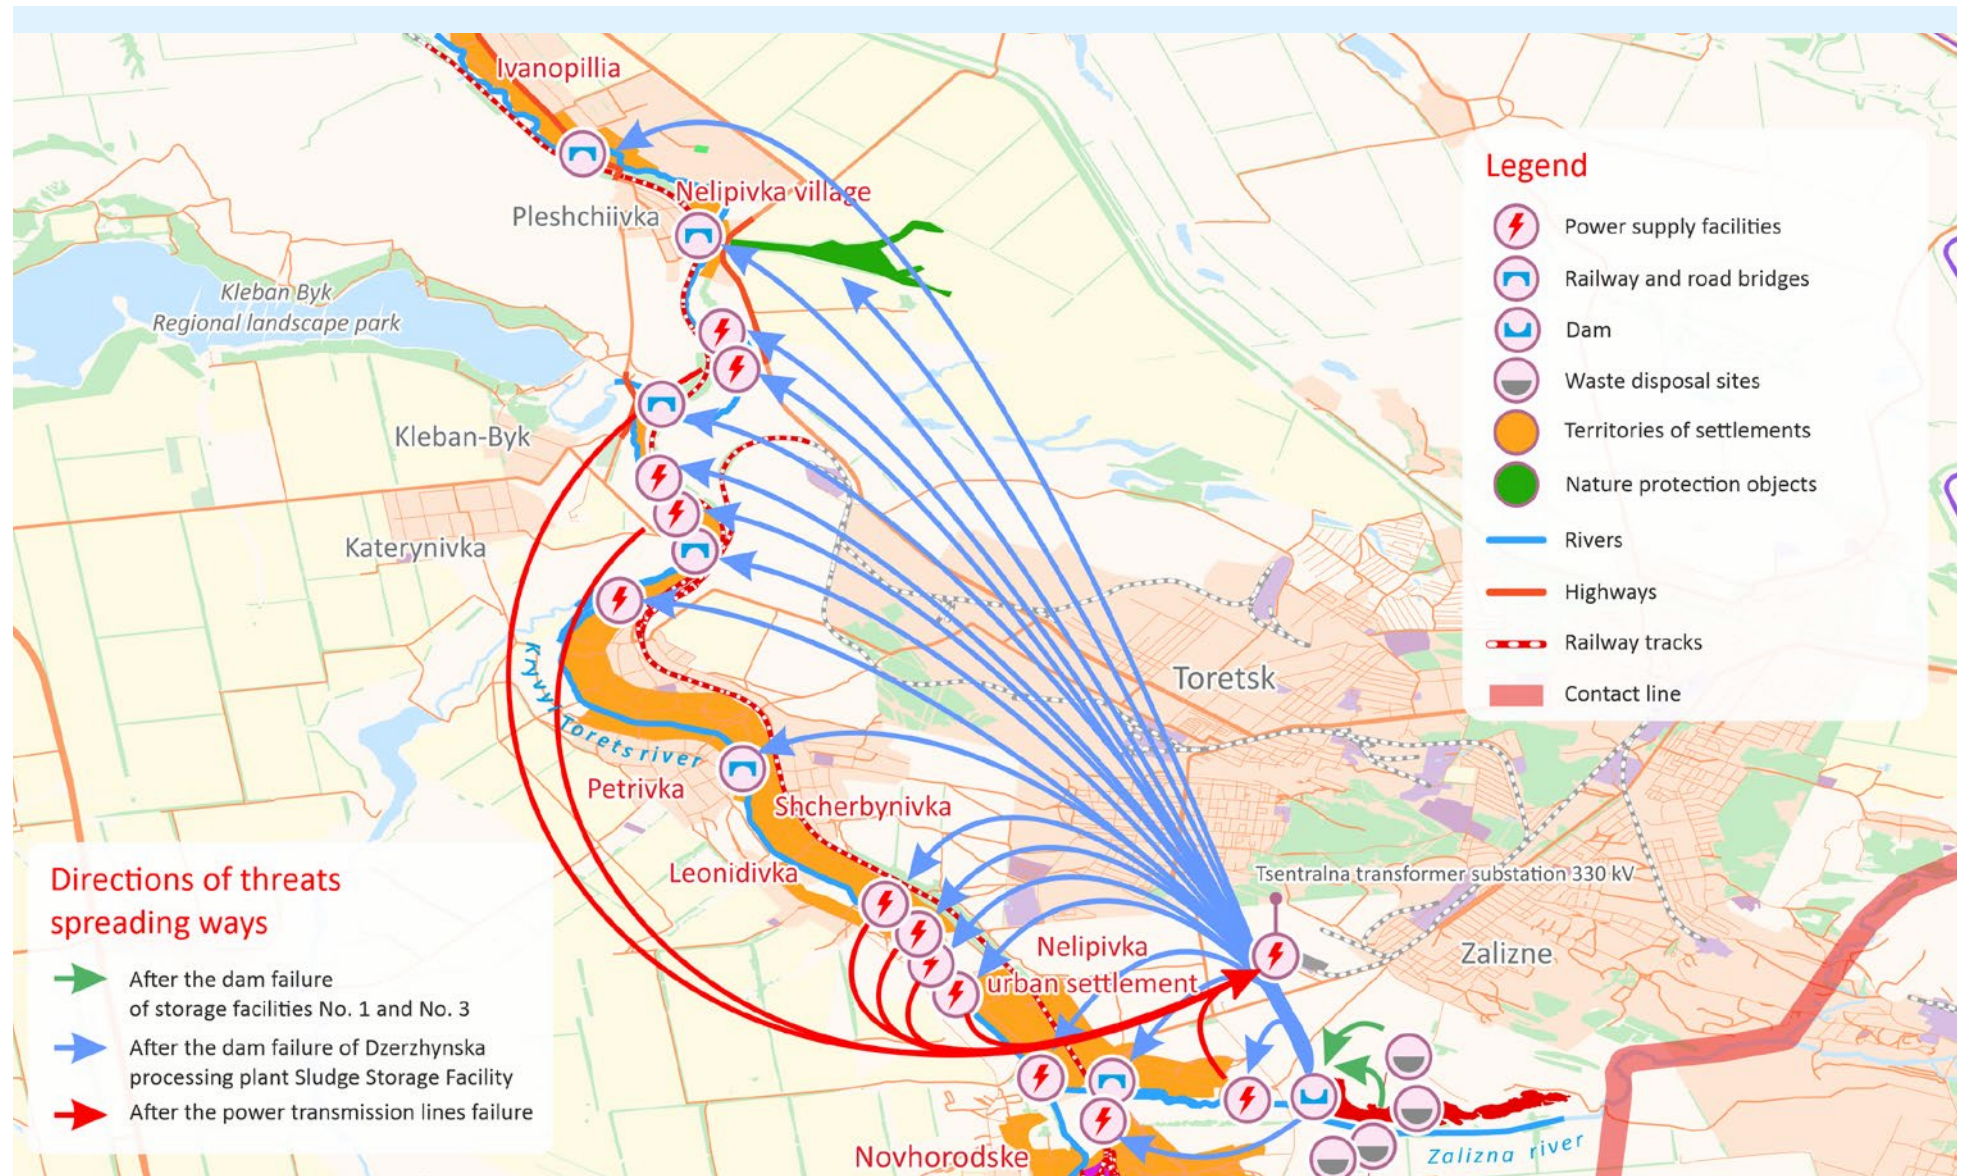 Ivanopillia
Nelipivka village
Pleshchiivka
Kleban Byk
Regional landscape park
Kleban-Byk
Katerynivka
Kryvyi Torets river
Petrivka
Shcherbynivka
Leonidivka
Toretsk
Tsentralna transformer substation 330 kV
Nelipivka
urban settlement
Zalizne
Novhorodske
Zalizna river
Legend
Power supply facilities
Railway and road bridges
Dam
Waste disposal sites
Territories of settlements
Nature protection objects
Rivers
Highways
Railway tracks
Contact line
Directions of threats
spreading ways
After the dam failure
of storage facilities No. 1 and No. 3
After the dam failure of Dzerzhynska
processing plant Sludge Storage Facility
After the power transmission lines failure